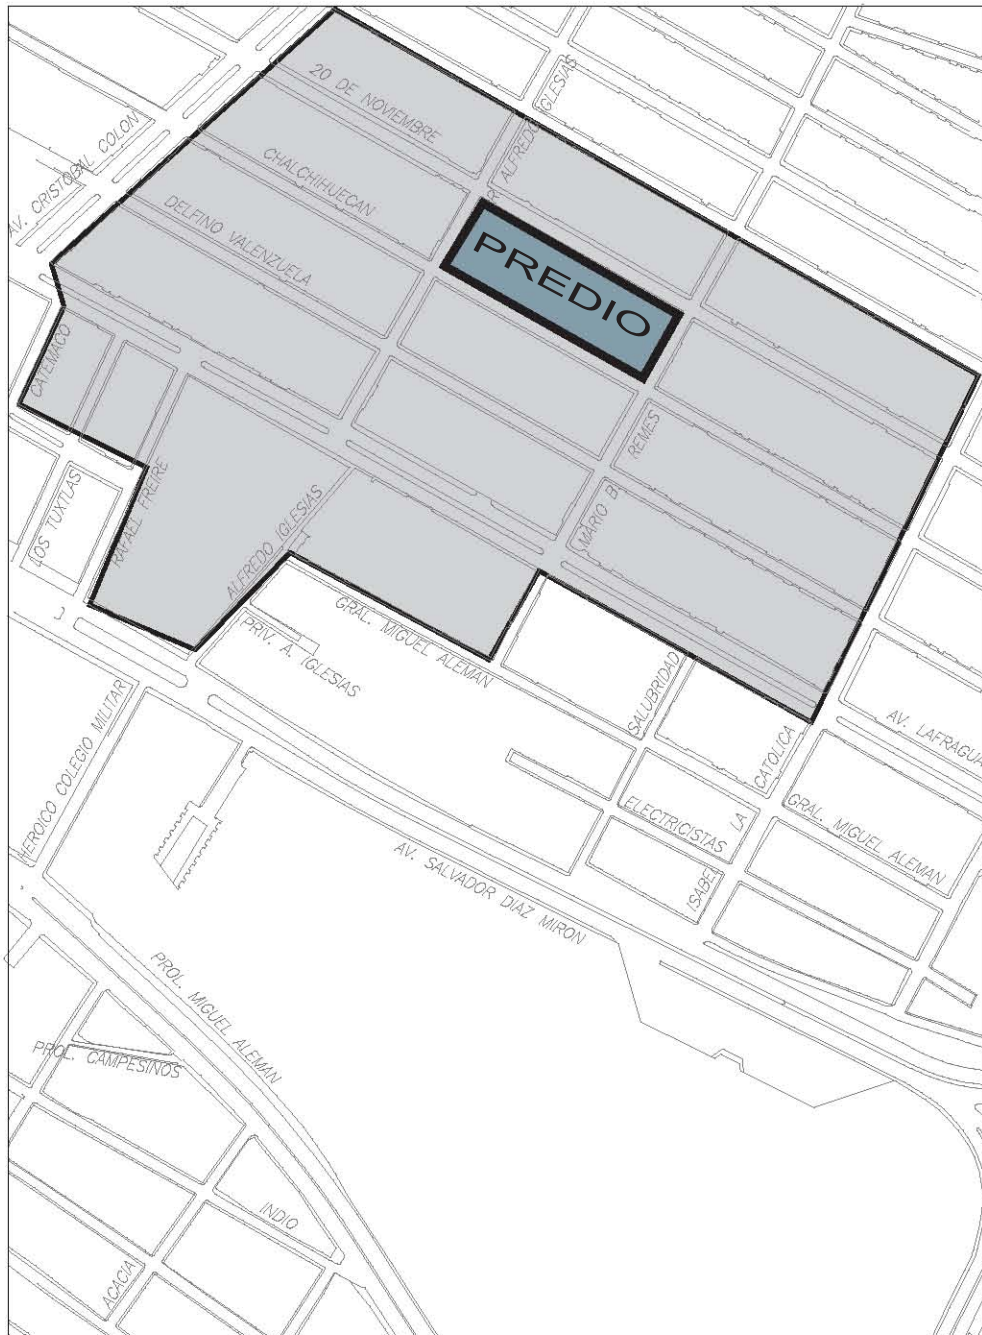 20 DE NOVIEMBRE
ALFREDO IGLESIAS
AV. CRISTOBAL COLON
CHALCHIHUECAN
DELFINO VALENZUELA
PREDIO
CATEMACO
REMES
MARIO B
LOS TUXTLAS
RAFAEL FREIRE
ALFREDO IGLESIAS
GRAL. MIGUEL ALEMAN
PRIV. A. IGLESIAS
SALUBRIDAD
HEROICO COLEGIO MILITAR
AV. LAFRAGUA
CATOLICA
LA
ISABEL
GRAL. MIGUEL ALEMAN
ELECTRICISTAS
AV. SALVADOR DIAZ MIRON
PROL. MIGUEL ALEMAN
PROL. CAMPESINOS
INDIO
ACACIA